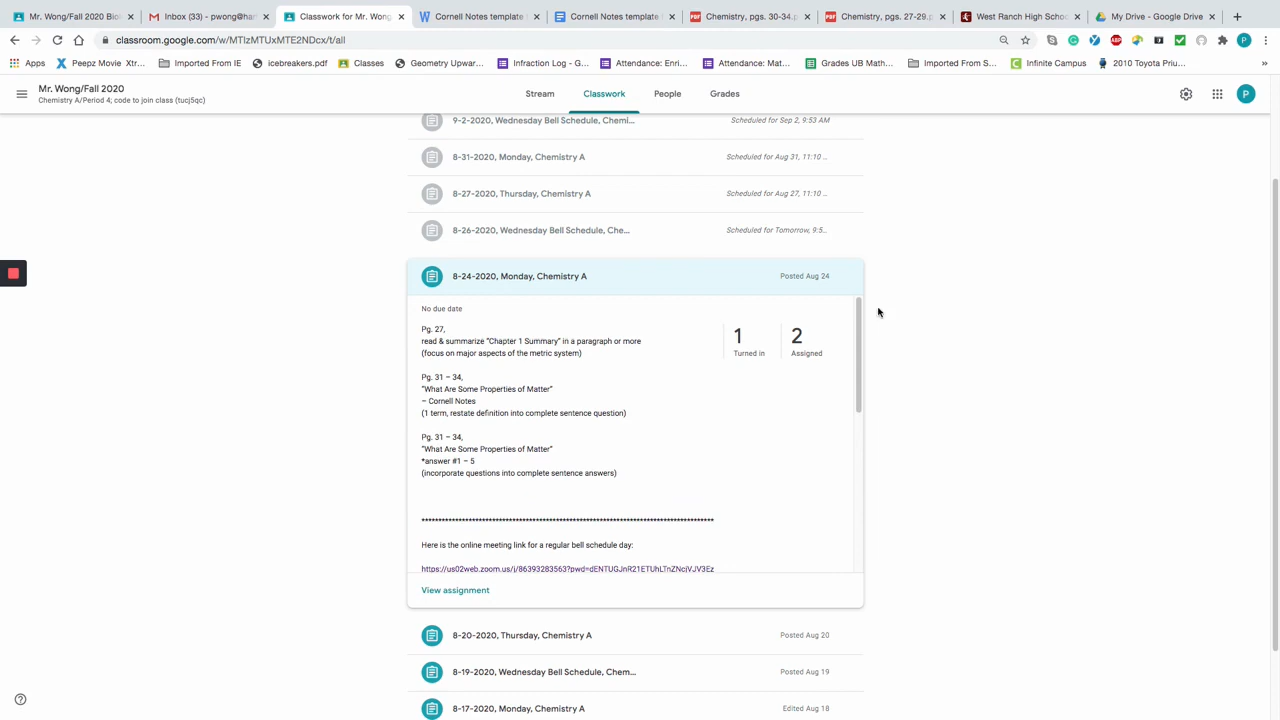 Mr. Wong/Fall 2020 Biol
Inbox (33) - pwong@har
Classwork for Mr. Wong
Cornell Notes template
Cornell Notes template f
Chemistry, pgs. 30-34.p
Chemistry, pgs. 27-29.p
West Ranch High School
My Drive - Google Drive
classroom.google.com/w/MTIzMTUxMTE2NDcx/t/all
P
Apps
Peepz Movie Xtr...
Imported From IE
icebreakers.pdf
Classes
Geometry Upwar...
Infraction Log - G...
Attendance: Enri...
Attendance: Mat...
Grades UB Math...
Imported From S...
Infinite Campus
2010 Toyota Priu...
»
Mr. Wong/Fall 2020
Chemistry A/Period 4; code to join class (tucj5qc)
Stream
Classwork
People
Grades
P
9-2-2020, Wednesday Bell Schedule, Chemi...
Scheduled for Sep 2, 9:53 AM
8-31-2020, Monday, Chemistry A
Scheduled for Aug 31, 11:10 ...
8-27-2020, Thursday, Chemistry A
Scheduled for Aug 27, 11:10 ...
8-26-2020, Wednesday Bell Schedule, Che...
Scheduled for Tomorrow, 9:5...
8-24-2020, Monday, Chemistry A
Posted Aug 24
No due date
Pg. 27,
read & summarize "Chapter 1 Summary" in a paragraph or more
(focus on major aspects of the metric system)
1
Turned in
2
Assigned
Pg. 31 – 34,
"What Are Some Properties of Matter"
– Cornell Notes
(1 term, restate definition into complete sentence question)
Pg. 31 – 34,
"What Are Some Properties of Matter"
*answer #1 – 5
(incorporate questions into complete sentence answers)
Here is the online meeting link for a regular bell schedule day:
https://us02web.zoom.us/j/86393283563?pwd=dENTUGJnR21ETUhLTnZNcjVJV3Ez
View assignment
8-20-2020, Thursday, Chemistry A
Posted Aug 20
8-19-2020, Wednesday Bell Schedule, Chem...
Posted Aug 19
8-17-2020, Monday, Chemistry A
Edited Aug 18